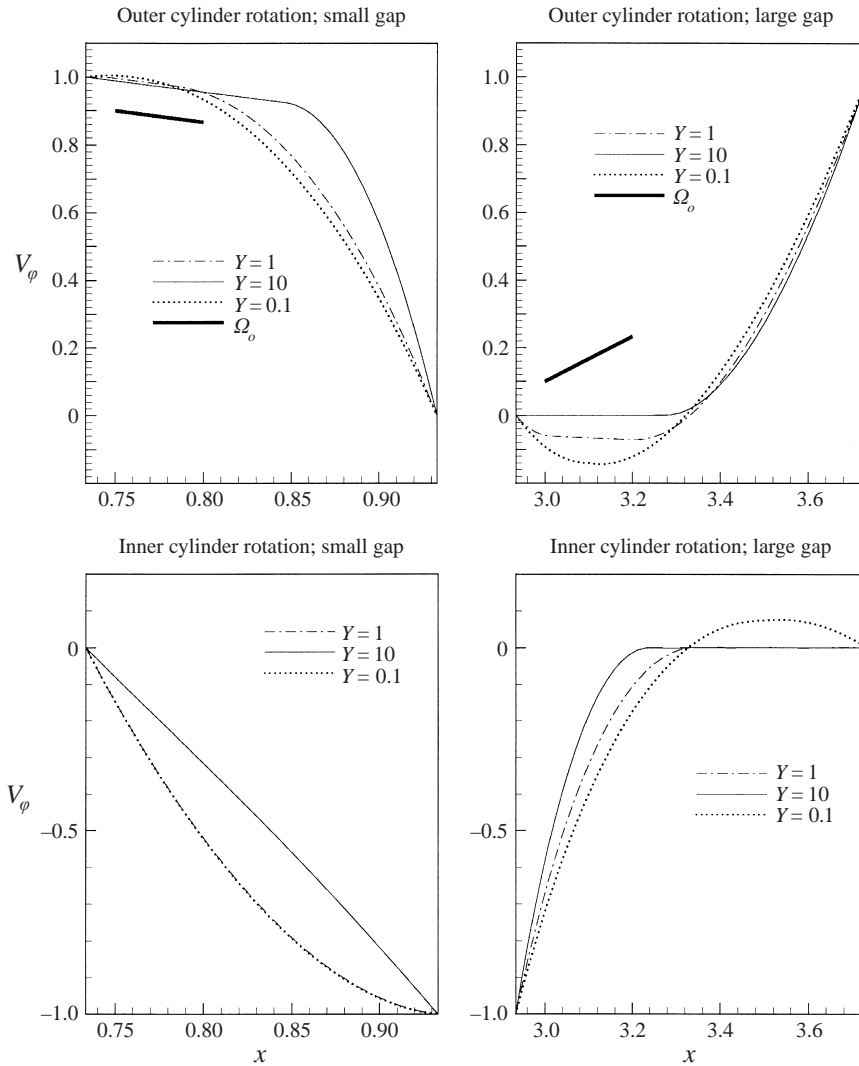 Outer cylinder rotation; small gap
1.0
0.8
0.6
0.4
0.2
0
V_φ
Y = 1
Y = 10
Y = 0.1
Ω_o
0.75
0.80
0.85
0.90
Outer cylinder rotation; large gap
1.0
0.8
0.6
0.4
0.2
0
Y = 1
Y = 10
Y = 0.1
Ω_o
3.0
3.2
3.4
3.6
Inner cylinder rotation; small gap
0
−0.5
−1.0
V_φ
Y = 1
Y = 10
Y = 0.1
0.75
0.80
0.85
0.90
x
Inner cylinder rotation; large gap
0
−0.5
−1.0
Y = 1
Y = 10
Y = 0.1
3.0
3.2
3.4
3.6
x